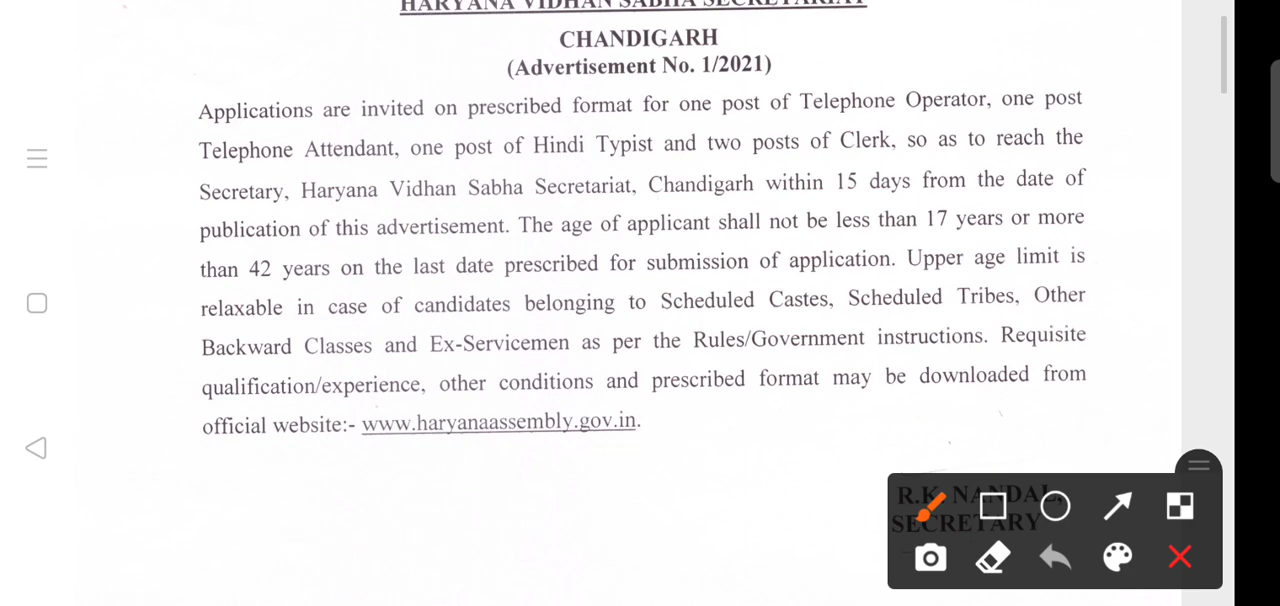 HARYANA VIDHAN SABHA SECRETARIAT
CHANDIGARH
(Advertisement No. 1/2021)
Applications are invited on prescribed format for one post of Telephone Operator, one post
Telephone Attendant, one post of Hindi Typist and two posts of Clerk, so as to reach the
Secretary, Haryana Vidhan Sabha Secretariat, Chandigarh within 15 days from the date of
publication of this advertisement. The age of applicant shall not be less than 17 years or more
than 42 years on the last date prescribed for submission of application. Upper age limit is
relaxable in case of candidates belonging to Scheduled Castes, Scheduled Tribes, Other
Backward Classes and Ex-Servicemen as per the Rules/Government instructions. Requisite
qualification/experience, other conditions and prescribed format may be downloaded from
official website:- www.haryanaassembly.gov.in.
R.K. NANDAL,
SECRETARY